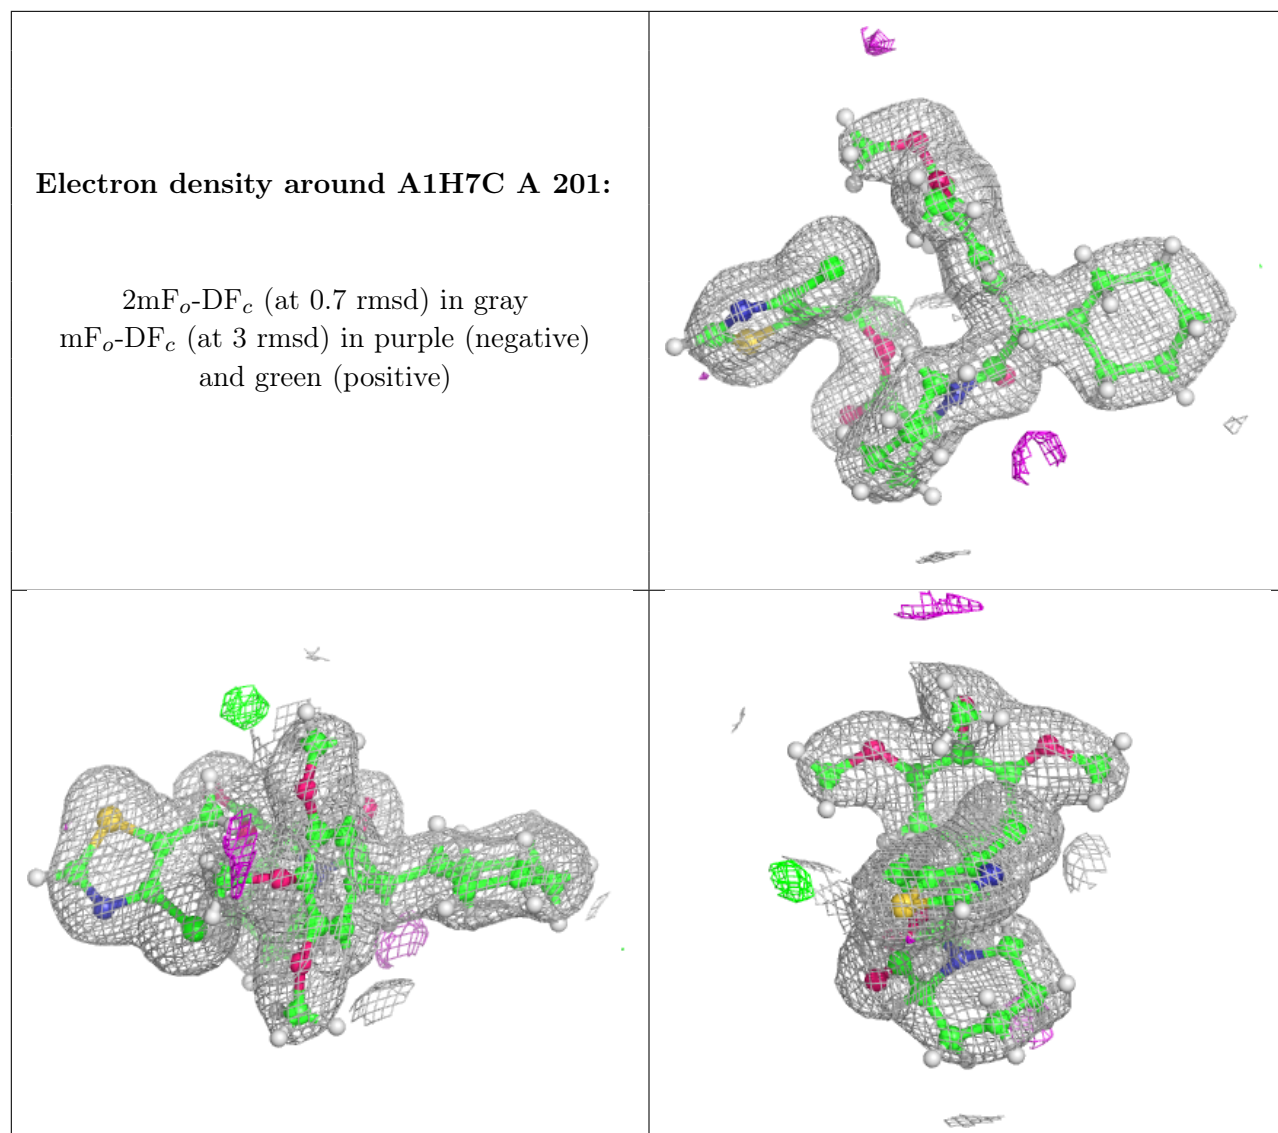 Electron density around A1H7C A 201:
2mFo-DFc (at 0.7 rmsd) in gray
mFo-DFc (at 3 rmsd) in purple (negative)
and green (positive)